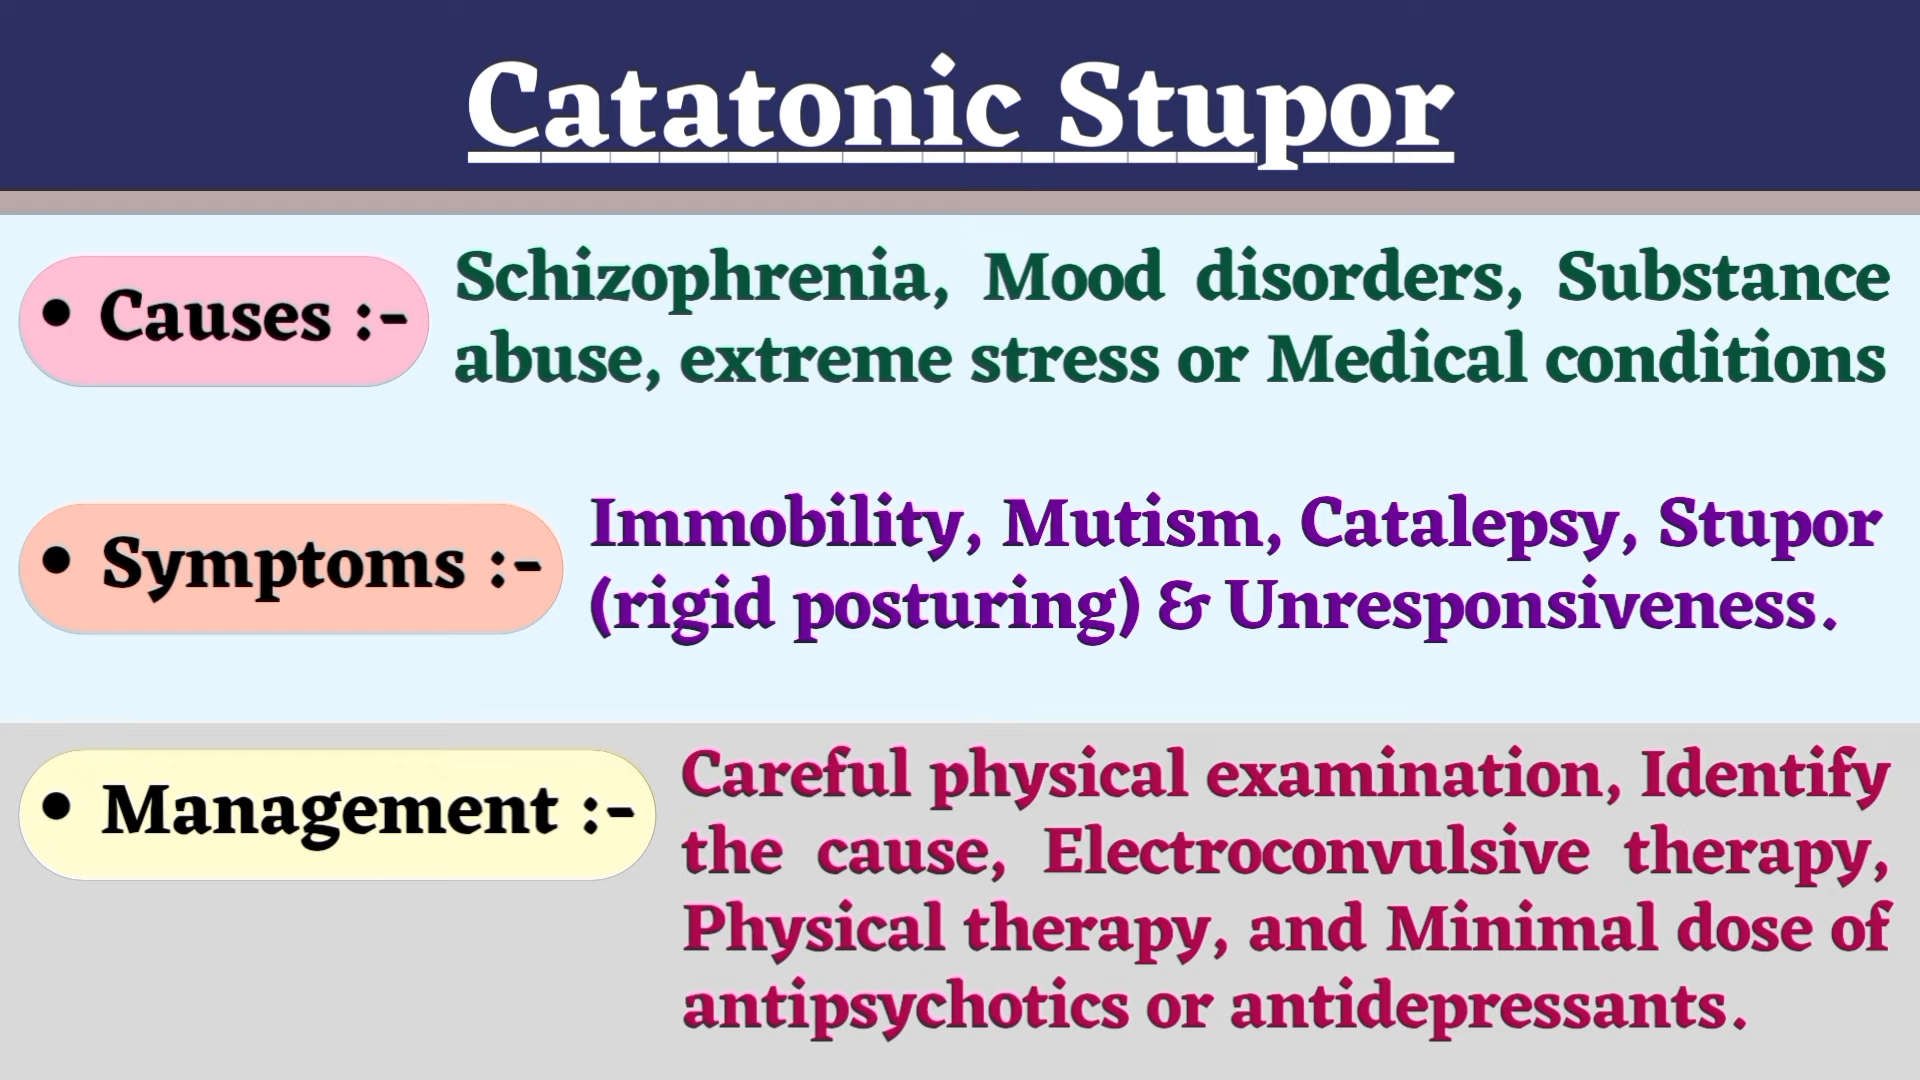 Catatonic Stupor
• Causes :-
Schizophrenia, Mood disorders, Substance
abuse, extreme stress or Medical conditions
• Symptoms :-
Immobility, Mutism, Catalepsy, Stupor
(rigid posturing) & Unresponsiveness.
• Management :-
Careful physical examination, Identify
the cause, Electroconvulsive therapy,
Physical therapy, and Minimal dose of
antipsychotics or antidepressants.